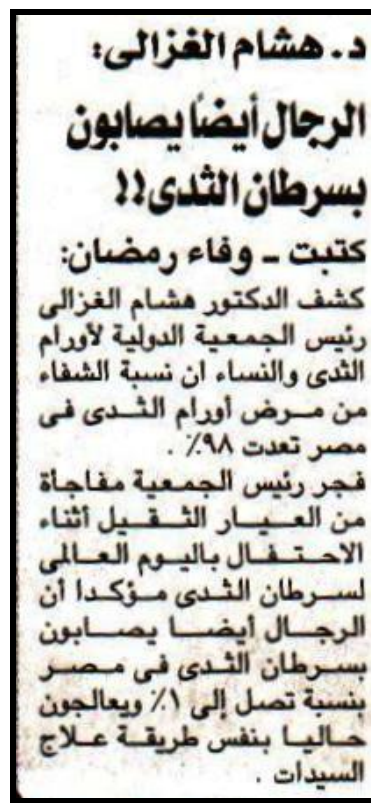 د. هشام الغزالى:
الرجال أيضًا يصابون
بسرطان الثدى!!
كتبت ـ وفاء رمضان:
كشف الدكتور هشام الغزالى
رئيس الجمعية الدولية لأورام
الثدى والنساء ان نسبة الشفاء
من مرض أورام الثدى فى
مصر تعدت ٩٨٪ .
فجر رئيس الجمعية مفاجاة
من العيار الثقيل أثناء
الاحتفال باليوم العالمى
لسرطان الثدى مؤكدا أن
الرجال أيضا يصابون
بسرطان الثدى فى مصر
بنسبة تصل إلى ١٪ ويعالجون
حاليا بنفس طريقة علاج
السيدات .